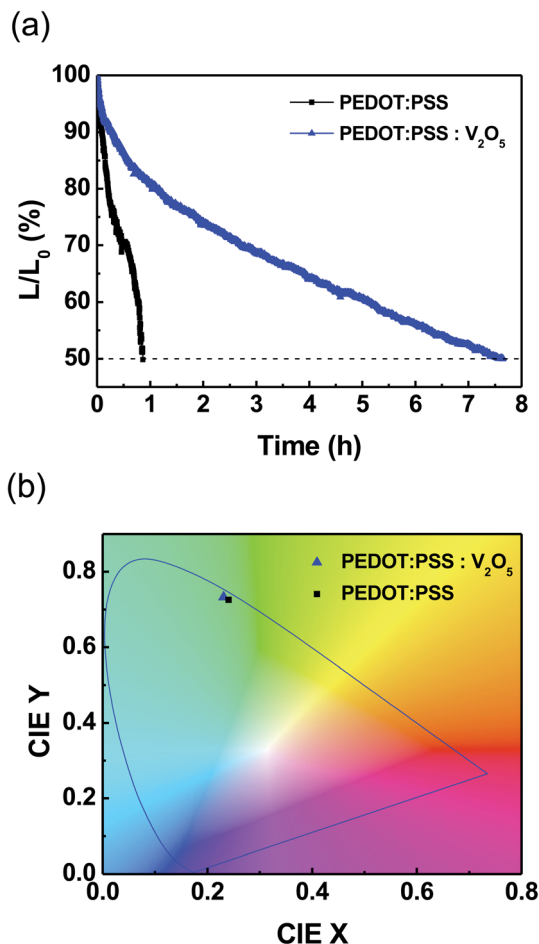 (a)
100
90
80
70
60
50
L/L₀ (%)
PEDOT:PSS
PEDOT:PSS : V₂O₅
0 1 2 3 4 5 6 7 8
Time (h)
(b)
0.8
0.6
0.4
0.2
0.0
CIE Y
PEDOT:PSS : V₂O₅
PEDOT:PSS
0.0 0.2 0.4 0.6 0.8
CIE X